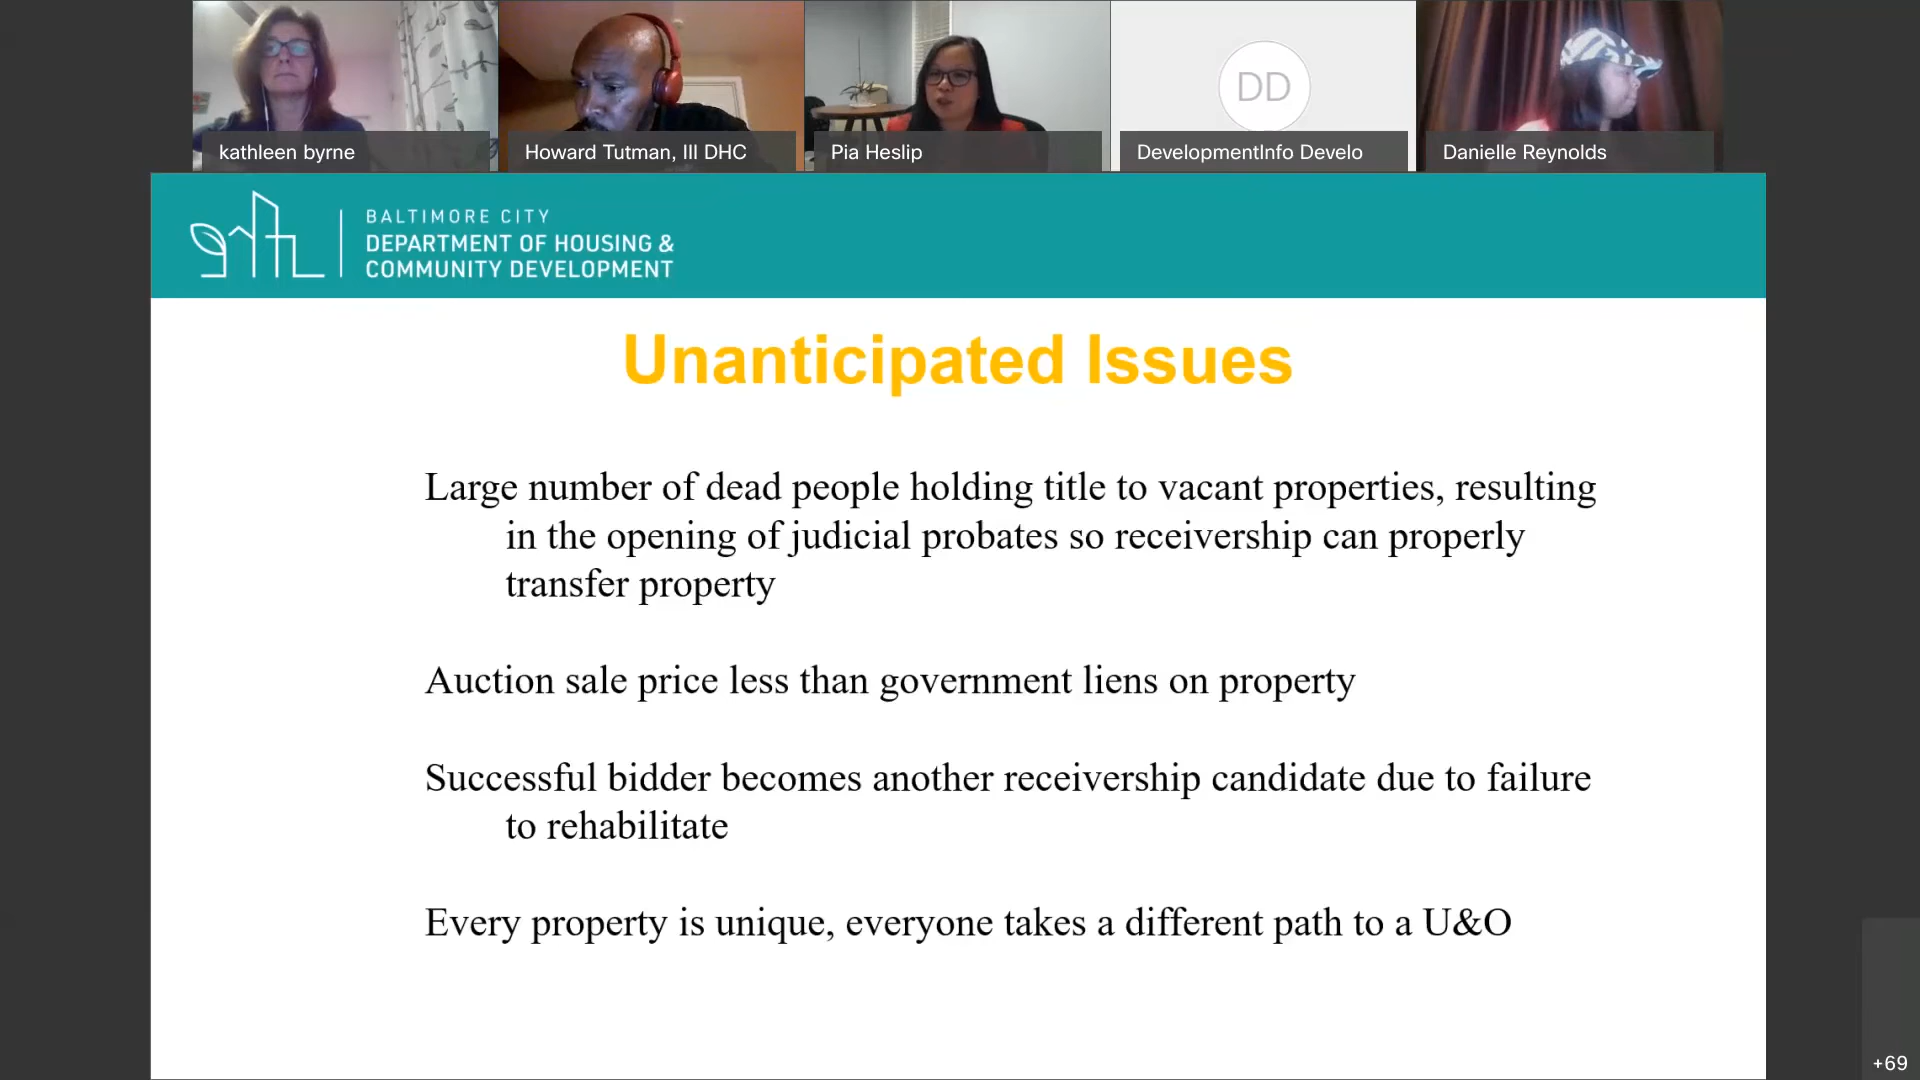 kathleen byrne
Howard Tutman, III DHC
Pia Heslip
DD
DevelopmentInfo Develo
Danielle Reynolds
BALTIMORE CITY
DEPARTMENT OF HOUSING &
COMMUNITY DEVELOPMENT
Unanticipated Issues
Large number of dead people holding title to vacant properties, resulting
in the opening of judicial probates so receivership can properly
transfer property
Auction sale price less than government liens on property
Successful bidder becomes another receivership candidate due to failure
to rehabilitate
Every property is unique, everyone takes a different path to a U&O
+69